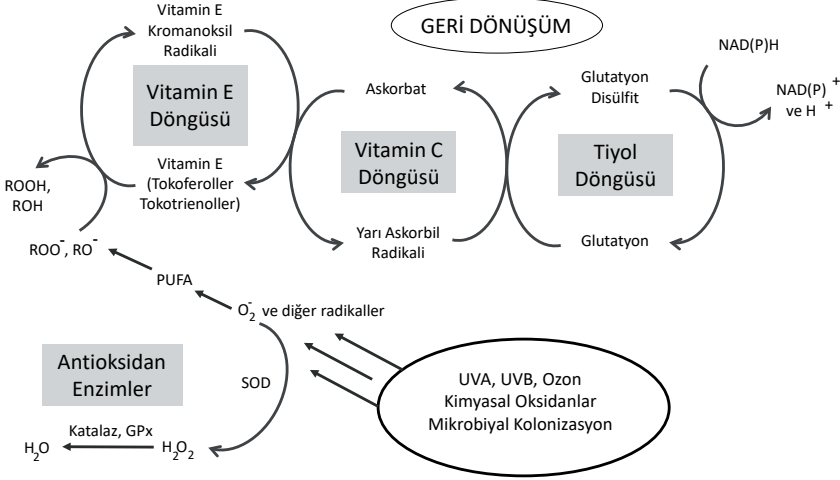 Vitamin E
Kromanoksil
Radikali
GERİ DÖNÜŞÜM
NAD(P)H
Vitamin E
Döngüsü
Askorbat
Glutatyon
Disülfit
NAD(P)⁺
ve H⁺
Vitamin C
Döngüsü
Tiyol
Döngüsü
Vitamin E
(Tokoferoller
Tokotrienoller)
ROOH,
ROH
Yarı Askorbil
Radikali
Glutatyon
ROO⁻, RO⁻
PUFA
O₂⁻ ve diğer radikaller
Antioksidan
Enzimler
SOD
UVA, UVB, Ozon
Kimyasal Oksidanlar
Mikrobiyal Kolonizasyon
Katalaz, GPx
H₂O
H₂O₂